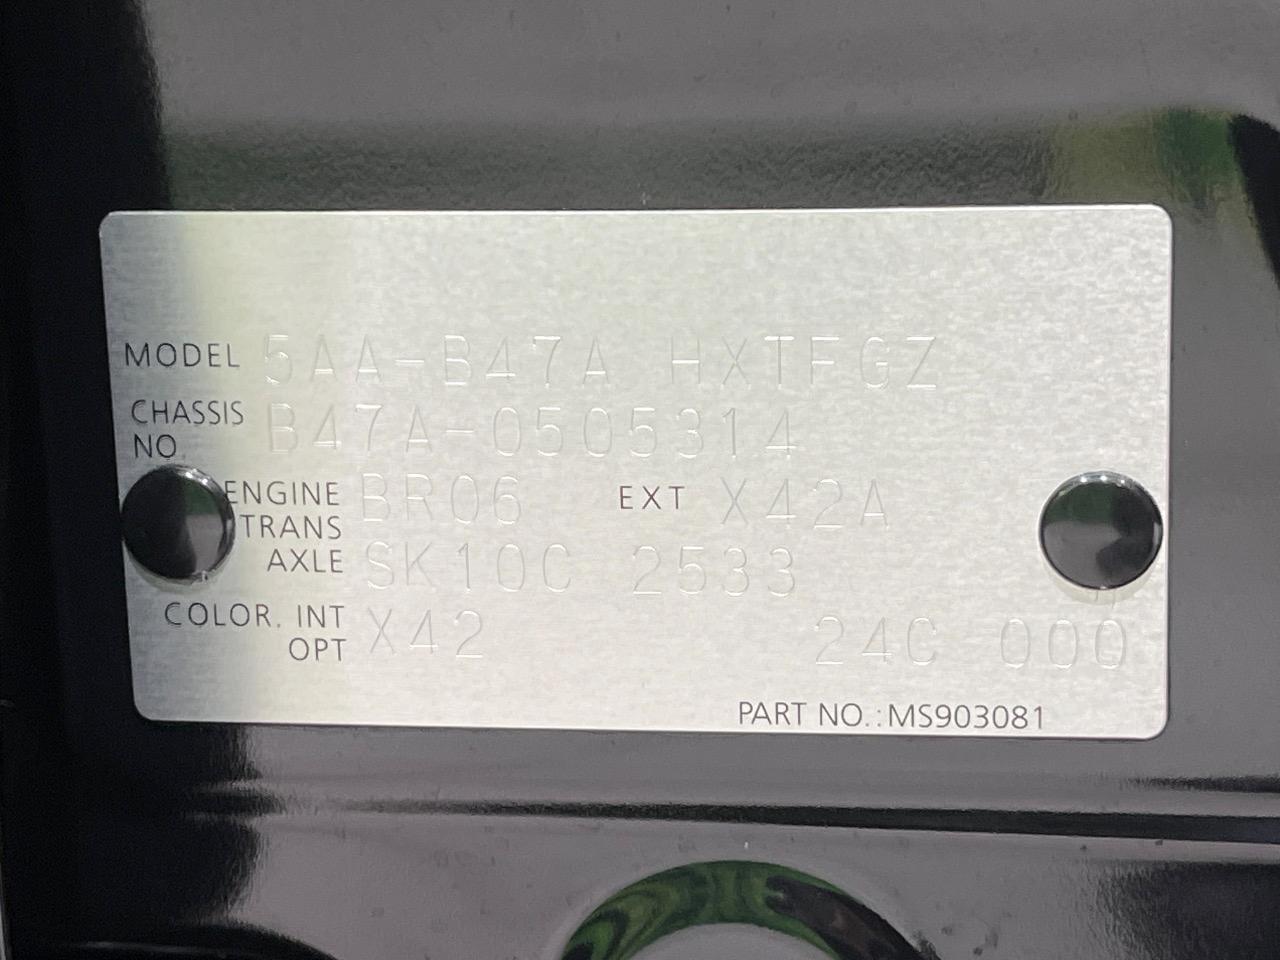 MODEL 5AA-B47A HXTFGZ
CHASSIS NO. B47A-0505314
ENGINE BR06 EXT X42A
TRANS AXLE SK10C 2533
COLOR. INT OPT X42 24C 000
PART NO.:MS903081